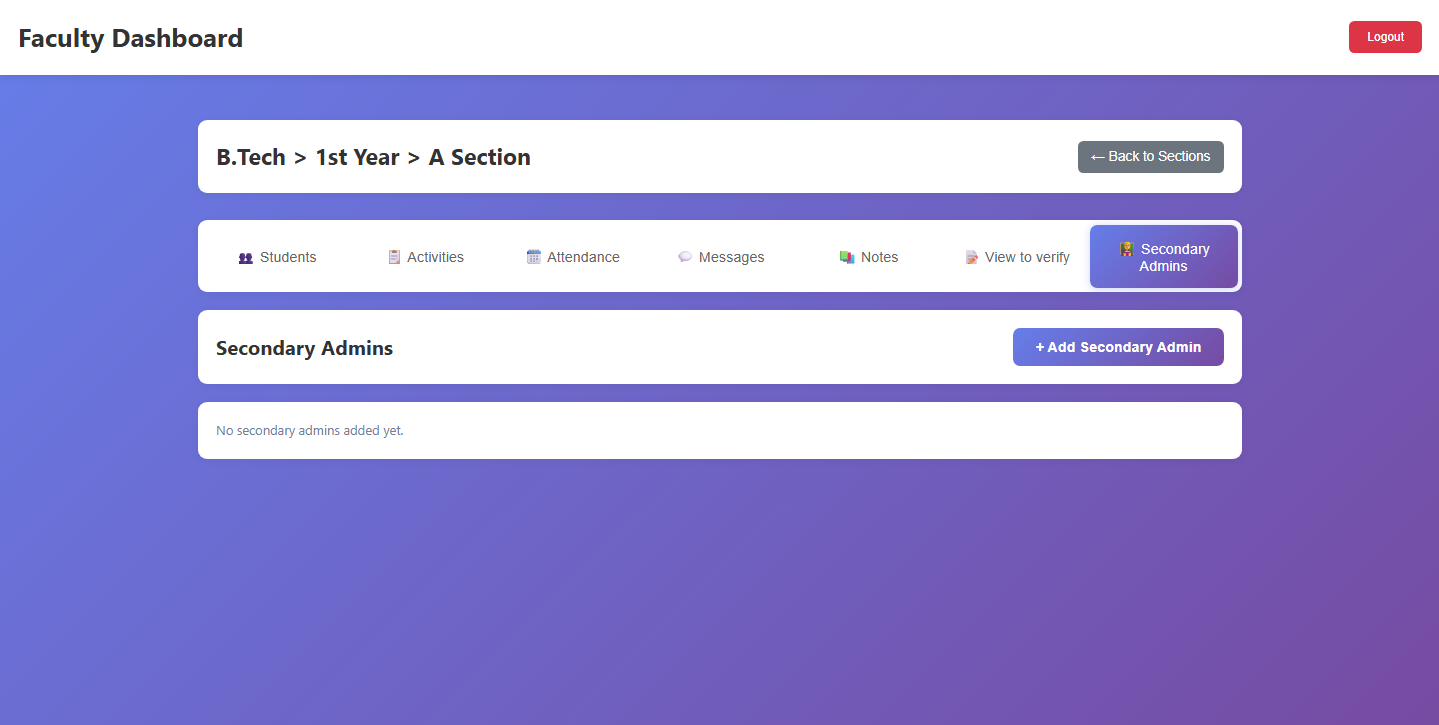 Faculty Dashboard
Logout
B.Tech > 1st Year > A Section
← Back to Sections
Students
Activities
Attendance
Messages
Notes
View to verify
Secondary
Admins
Secondary Admins
+ Add Secondary Admin
No secondary admins added yet.